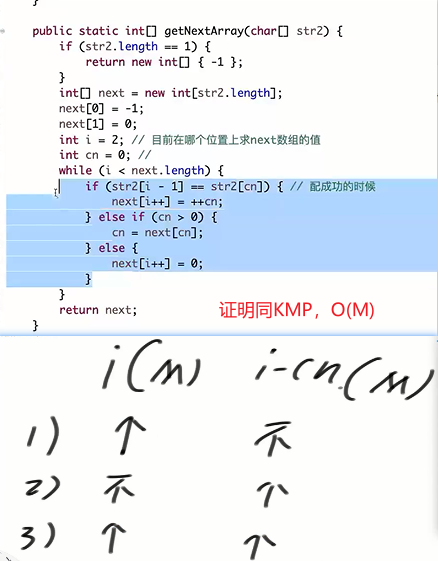 }
public static int[] getNextArray(char[] str2) {
if (str2.length == 1) {
return new int[] { -1 };
}
int[] next = new int[str2.length];
next[0] = -1;
next[1] = 0;
int i = 2; // 目前在哪个位置上求next数组的值
int cn = 0; //
while (i < next.length) {
if (str2[i - 1] == str2[cn]) { // 配成功的时候
next[i++] = ++cn;
} else if (cn > 0) {
cn = next[cn];
} else {
next[i++] = 0;
}
}
return next;
}
证明同KMP，O(M)
i(M) i-cn(M)
1) ↑ 不
2) 不 个
3) ↑ 个